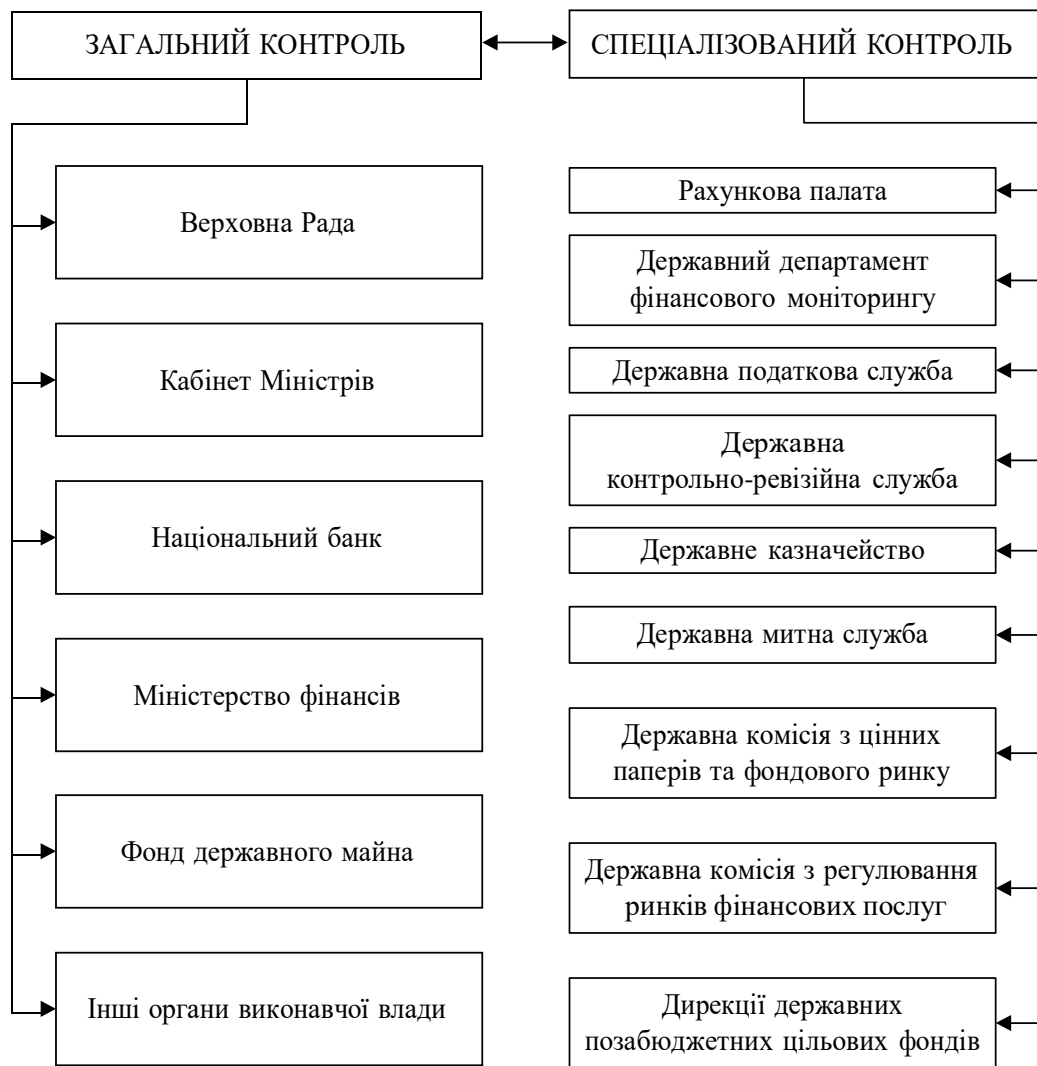 ЗАГАЛЬНИЙ КОНТРОЛЬ
СПЕЦІАЛІЗОВАНИЙ КОНТРОЛЬ
Верховна Рада
Кабінет Міністрів
Національний банк
Міністерство фінансів
Фонд державного майна
Інші органи виконавчої влади
Рахункова палата
Державний департамент
фінансового моніторингу
Державна податкова служба
Державна
контрольно-ревізійна служба
Державне казначейство
Державна митна служба
Державна комісія з цінних
паперів та фондового ринку
Державна комісія з регулювання
ринків фінансових послуг
Дирекції державних
позабюджетних цільових фондів